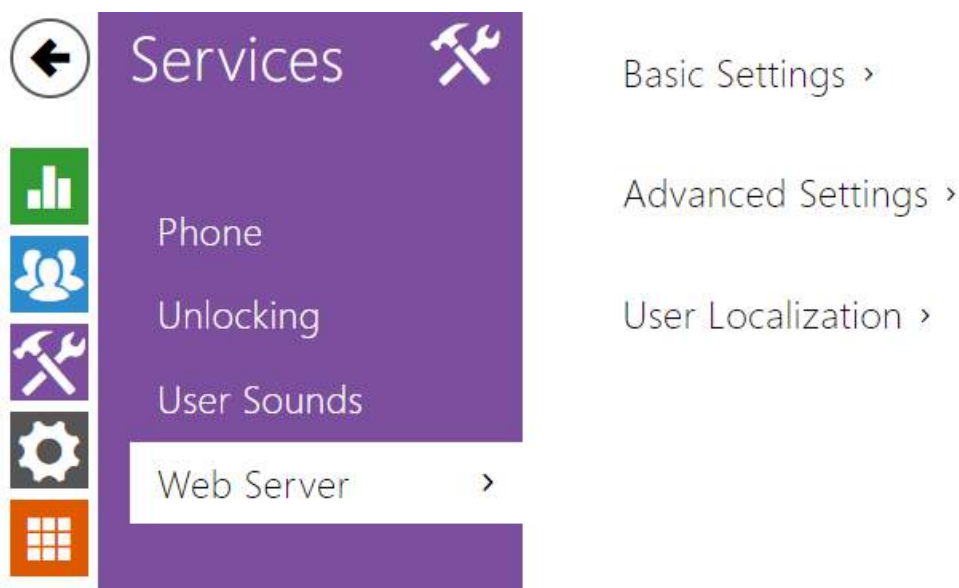 Services
Phone
Unlocking
User Sounds
Web Server
Basic Settings
Advanced Settings
User Localization